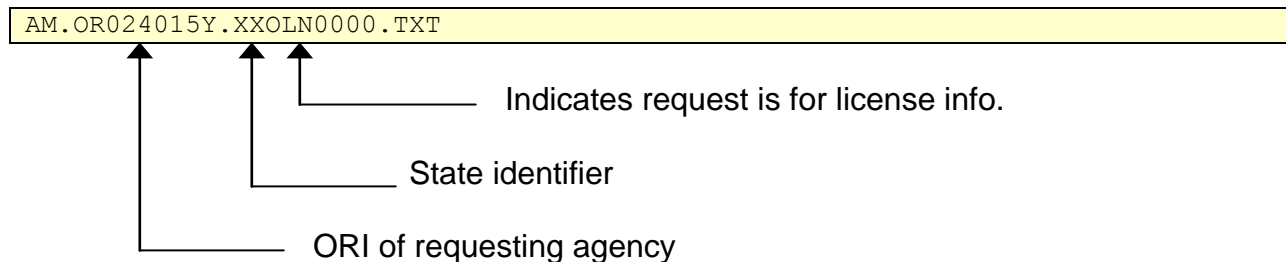 AM.OR024015Y.XXOLN0000.TXT
Indicates request is for license info.
State identifier
ORI of requesting agency